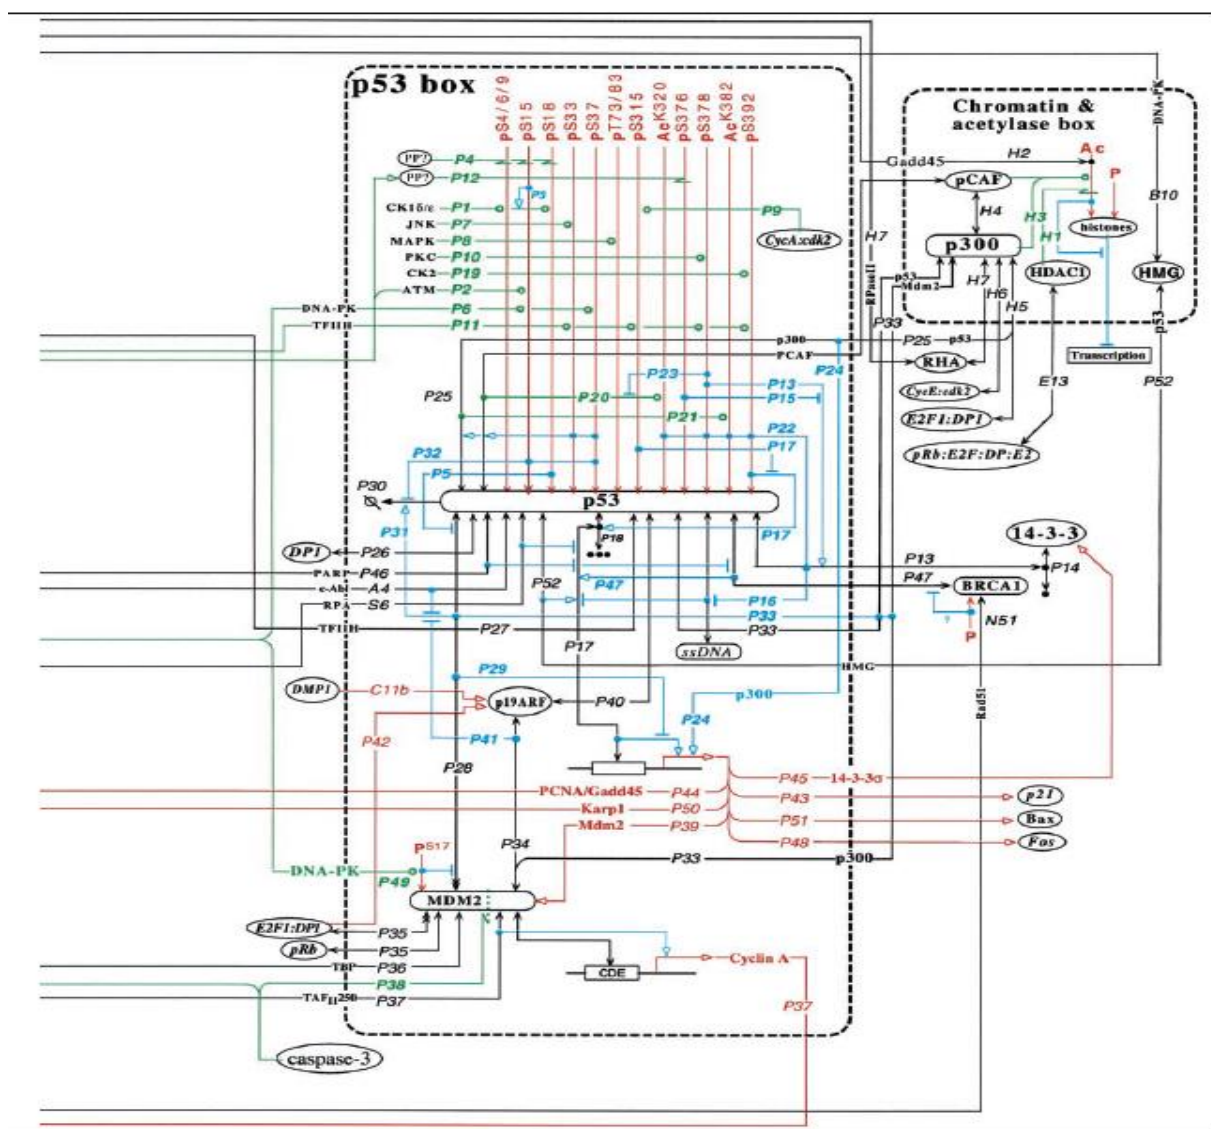 p53 box
pS4/6/9
pS15
pS18
pS33
pS37
pT73/83
pS315
AcK320
pS376
pS378
AcK382
pS392
Chromatin &
acetylase box
DNA-PK
Ac
Gadd45 H2
P
PP? P4
PP? P12
P3
pCAF
CK1δ/ε P1
P9
H4
H3
H1
B10
JNK P7
H7
histones
MAPK P8
CycA:cdk2
p300
PKC P10
HDAC1
HMG
CK2 P19
p53
Mdm2
RPaseII
H7
H6
H5
ATM P2
DNA-PK P6
p53
TFIIH P11
P33
p300
P25 p53
PCAF
P24
RHA
Transcription
P23
P13
P25
P20
P15
CycE:cdk2
E13
P52
P21
E2F1:DP1
P22
P32
P17
pRb:E2F:DP:E2
P5
P30
p53
P31
P18
P17
14-3-3
DP1 P26
P13
P14
PARP P46
P47
P47
BRCA1
c-Abl A4
P52
RPA S6
P16
P33
N51
TFIIH P27
P33
?
P
P17
ssDNA
P29
HMG
DMP1 C11b
p19ARF
P40
p300
Rad51
P42
P24
P41
P28
P45 14-3-3σ
PCNA/Gadd45 P44
P43 p21
Karp1 P50
Mdm2 P39
P51 Bax
P48 Fos
P S17
P34
P33 p300
DNA-PK P49
MDM2
E2F1:DP1
P35
pRb P35
TBP P36
CDE
Cyclin A
P38
TAFII250 P37
P37
caspase-3